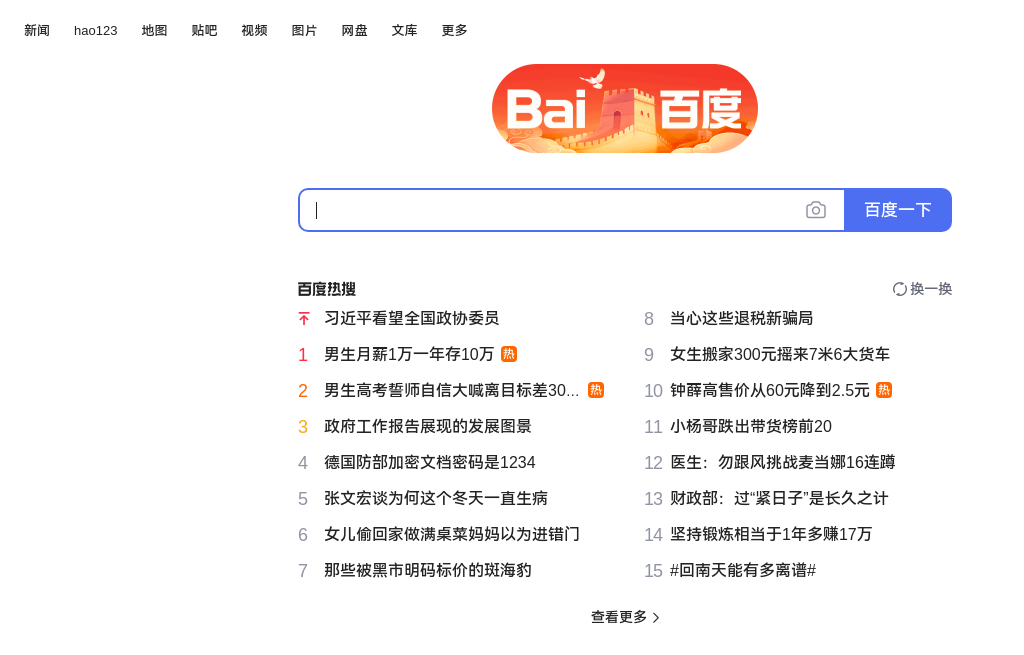 新闻 hao123 地图 贴吧 视频 图片 网盘 文库 更多
Bai 百度
百度一下
百度热搜 换一换
习近平看望全国政协委员
1 男生月薪1万一年存10万 热
2 男生高考誓师自信大喊离目标差30... 热
3 政府工作报告展现的发展图景
4 德国防部加密文档密码是1234
5 张文宏谈为何这个冬天一直生病
6 女儿偷回家做满桌菜妈妈以为进错门
7 那些被黑市明码标价的斑海豹
8 当心这些退税新骗局
9 女生搬家300元摇来7米6大货车
10 钟薛高售价从60元降到2.5元 热
11 小杨哥跌出带货榜前20
12 医生：勿跟风挑战麦当娜16连蹲
13 财政部：过“紧日子”是长久之计
14 坚持锻炼相当于1年多赚17万
15 #回南天能有多离谱#
查看更多